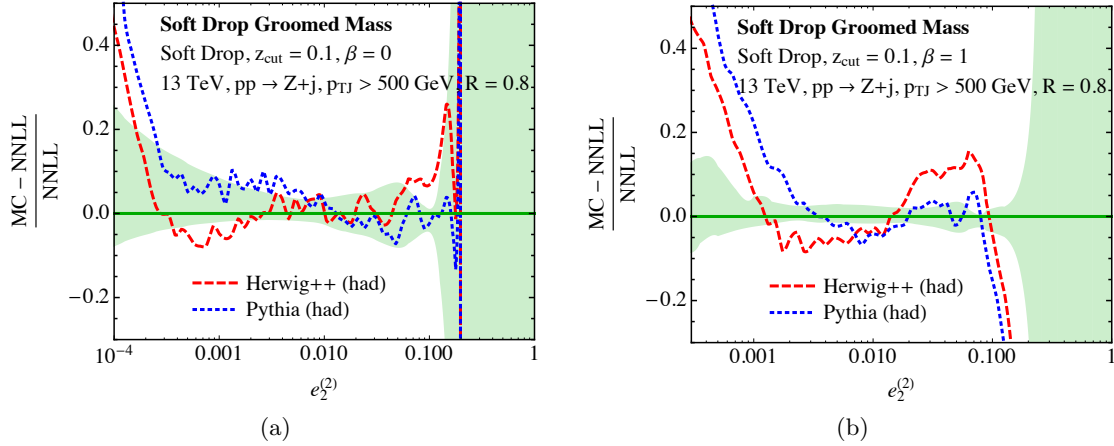 Soft Drop Groomed Mass
Soft Drop, z_cut = 0.1, β = 0
13 TeV, pp → Z+j, p_TJ > 500 GeV, R = 0.8
MC − NNLL
NNLL
0.4
0.2
0.0
−0.2
Herwig++ (had)
Pythia (had)
10^−4
0.001
0.010
0.100
1
e_2^(2)
(a)
Soft Drop Groomed Mass
Soft Drop, z_cut = 0.1, β = 1
13 TeV, pp → Z+j, p_TJ > 500 GeV, R = 0.8
MC − NNLL
NNLL
0.4
0.2
0.0
−0.2
Herwig++ (had)
Pythia (had)
0.001
0.010
0.100
1
e_2^(2)
(b)